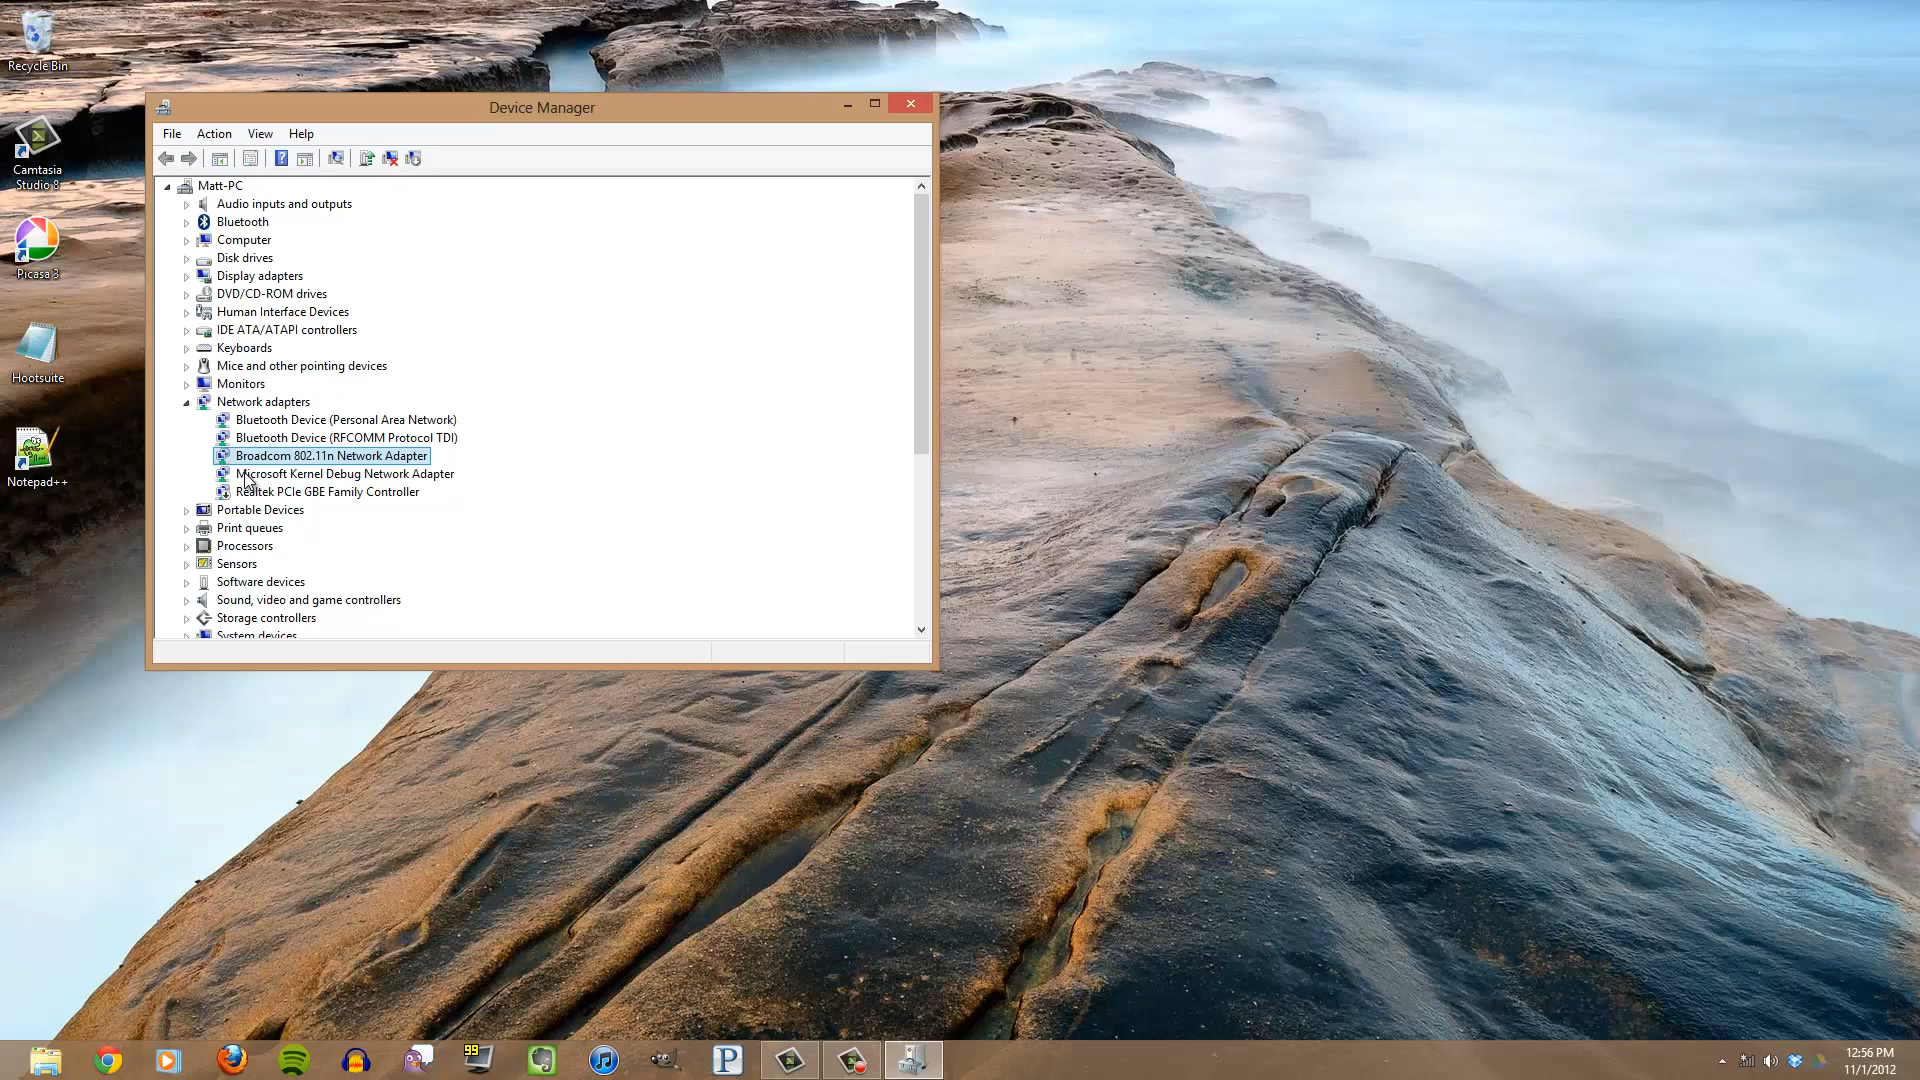 Recycle Bin
Camtasia
Studio 8
Picasa 3
Hootsuite
Notepad++
Device Manager
File Action View Help
Matt-PC
Audio inputs and outputs
Bluetooth
Computer
Disk drives
Display adapters
DVD/CD-ROM drives
Human Interface Devices
IDE ATA/ATAPI controllers
Keyboards
Mice and other pointing devices
Monitors
Network adapters
Bluetooth Device (Personal Area Network)
Bluetooth Device (RFCOMM Protocol TDI)
Broadcom 802.11n Network Adapter
Microsoft Kernel Debug Network Adapter
Realtek PCIe GBE Family Controller
Portable Devices
Print queues
Processors
Sensors
Software devices
Sound, video and game controllers
Storage controllers
System devices
99
P
12:56 PM
11/1/2012